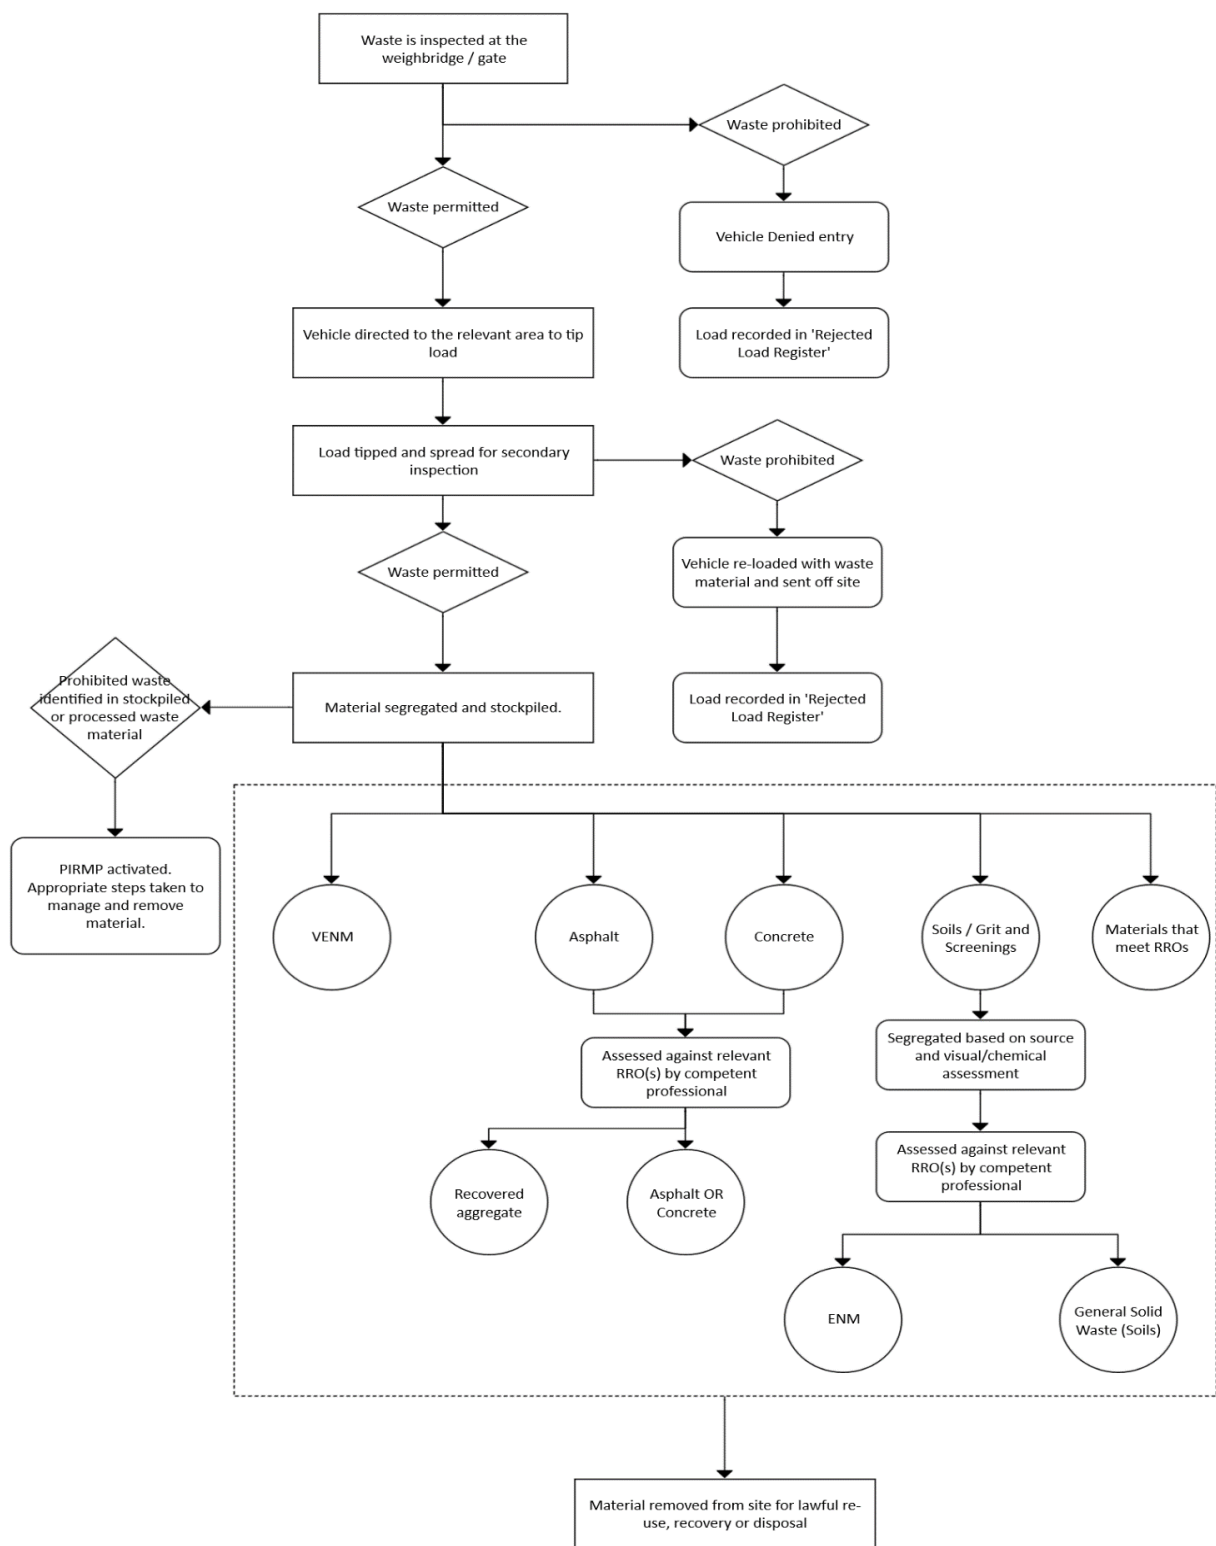 Waste is inspected at the
weighbridge / gate
Waste prohibited
Waste permitted
Vehicle Denied entry
Vehicle directed to the relevant area to tip
load
Load recorded in 'Rejected
Load Register'
Load tipped and spread for secondary
inspection
Waste prohibited
Waste permitted
Vehicle re-loaded with waste
material and sent off site
Prohibited waste
identified in stockpiled
or processed waste
material
Material segregated and stockpiled.
Load recorded in 'Rejected
Load Register'
PIRMP activated.
Appropriate steps taken to
manage and remove
material.
VENM
Asphalt
Concrete
Soils / Grit and
Screenings
Materials that
meet RROs
Assessed against relevant
RRO(s) by competent
professional
Segregated based on source
and visual/chemical
assessment
Recovered
aggregate
Asphalt OR
Concrete
Assessed against relevant
RRO(s) by competent
professional
ENM
General Solid
Waste (Soils)
Material removed from site for lawful re-
use, recovery or disposal